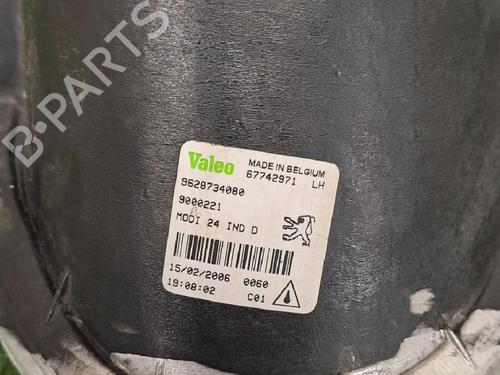 B-PARTS
Valeo
MADE IN BELGIUM
67742971 LH
9628734080
9000221
MODI 24 IND D
15/02/2006 0060
19:08:02 C01